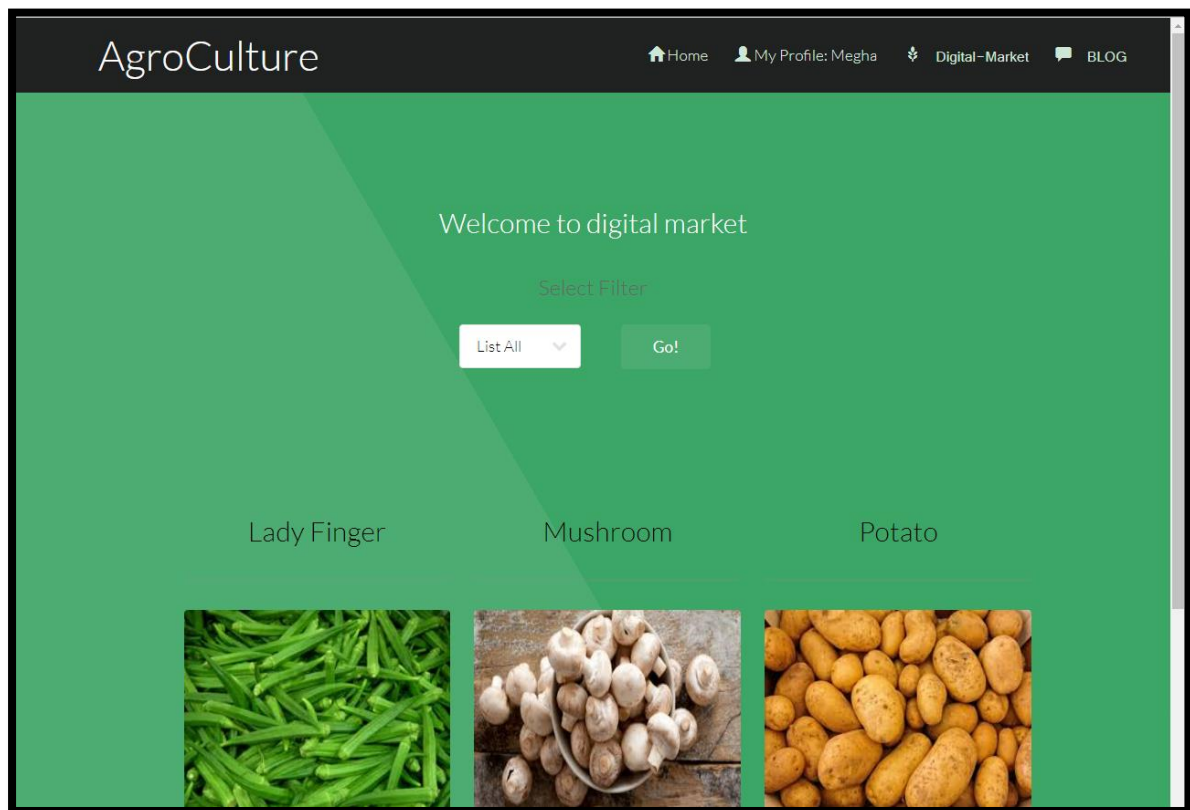 AgroCulture
Home My Profile: Megha Digital-Market BLOG
Welcome to digital market
Select Filter
List All Go!
Lady Finger Mushroom Potato